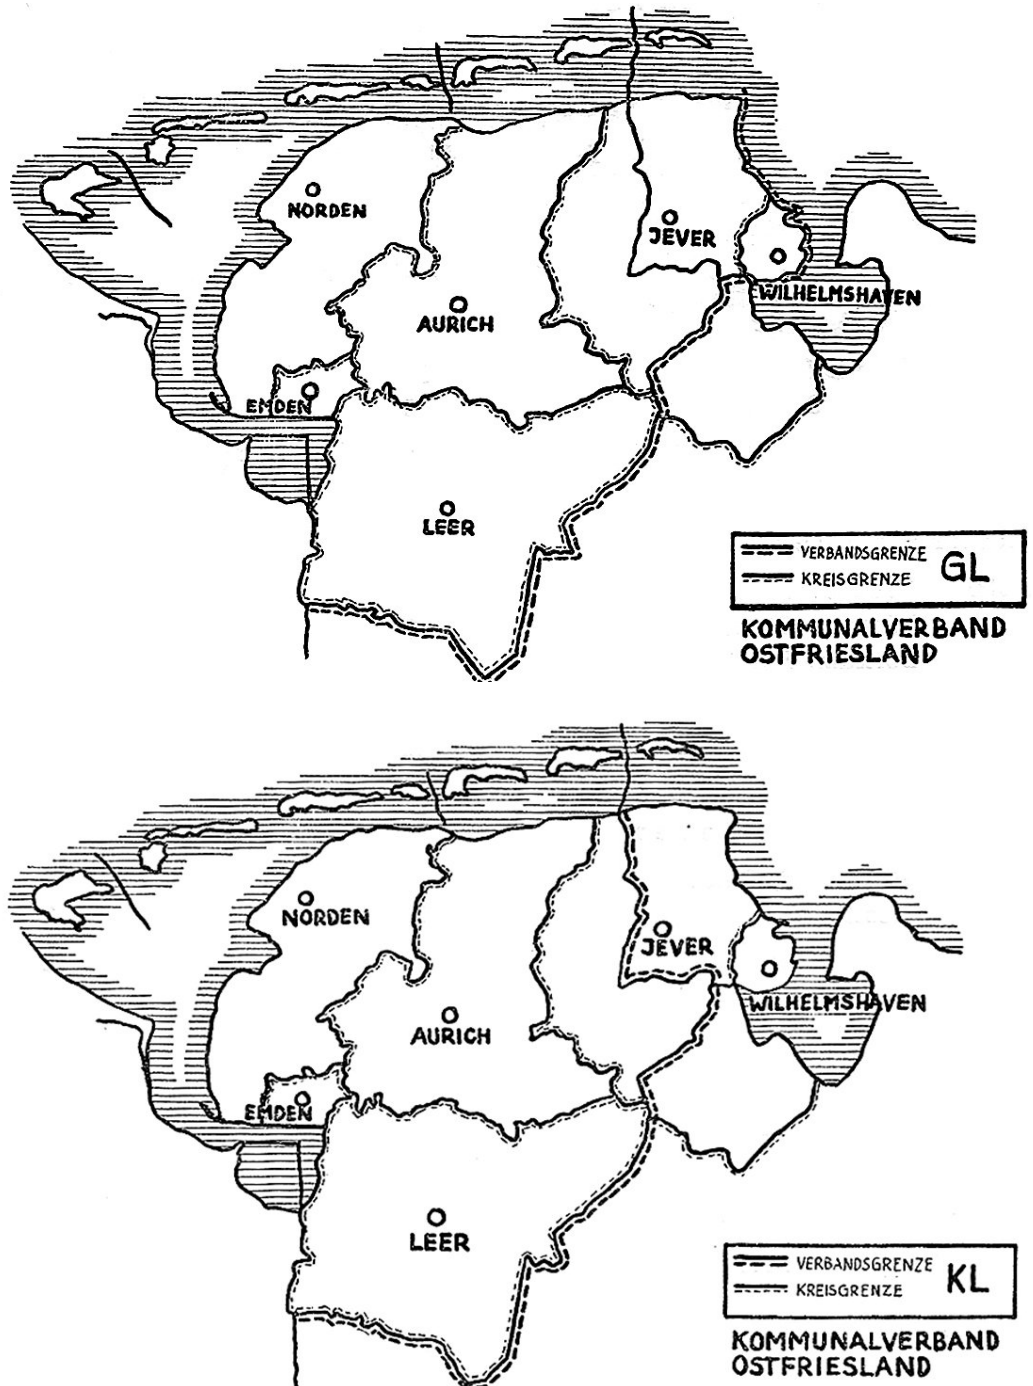 NORDEN
JEVER
WILHELMSHAVEN
AURICH
EMDEN
LEER
VERBANDSGRENZE
KREISGRENZE
GL
KOMMUNALVERBAND
OSTFRIESLAND
NORDEN
JEVER
WILHELMSHAVEN
AURICH
EMDEN
LEER
VERBANDSGRENZE
KREISGRENZE
KL
KOMMUNALVERBAND
OSTFRIESLAND